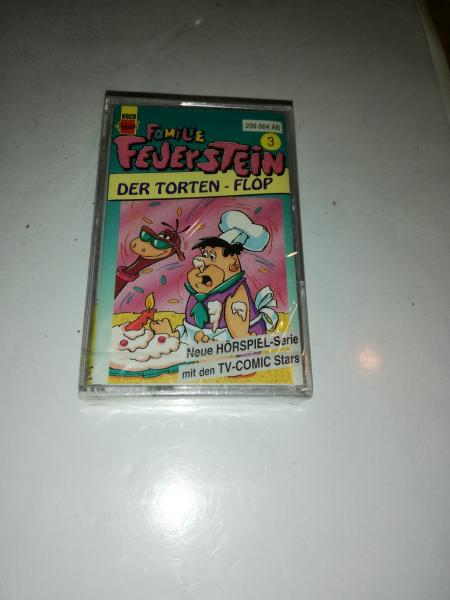 KOCH
299.664 AB
FAMILIE
FEUERSTEIN
3
DER TORTEN - FLOP
Neue HÖRSPIEL-Serie
mit den TV-COMIC Stars